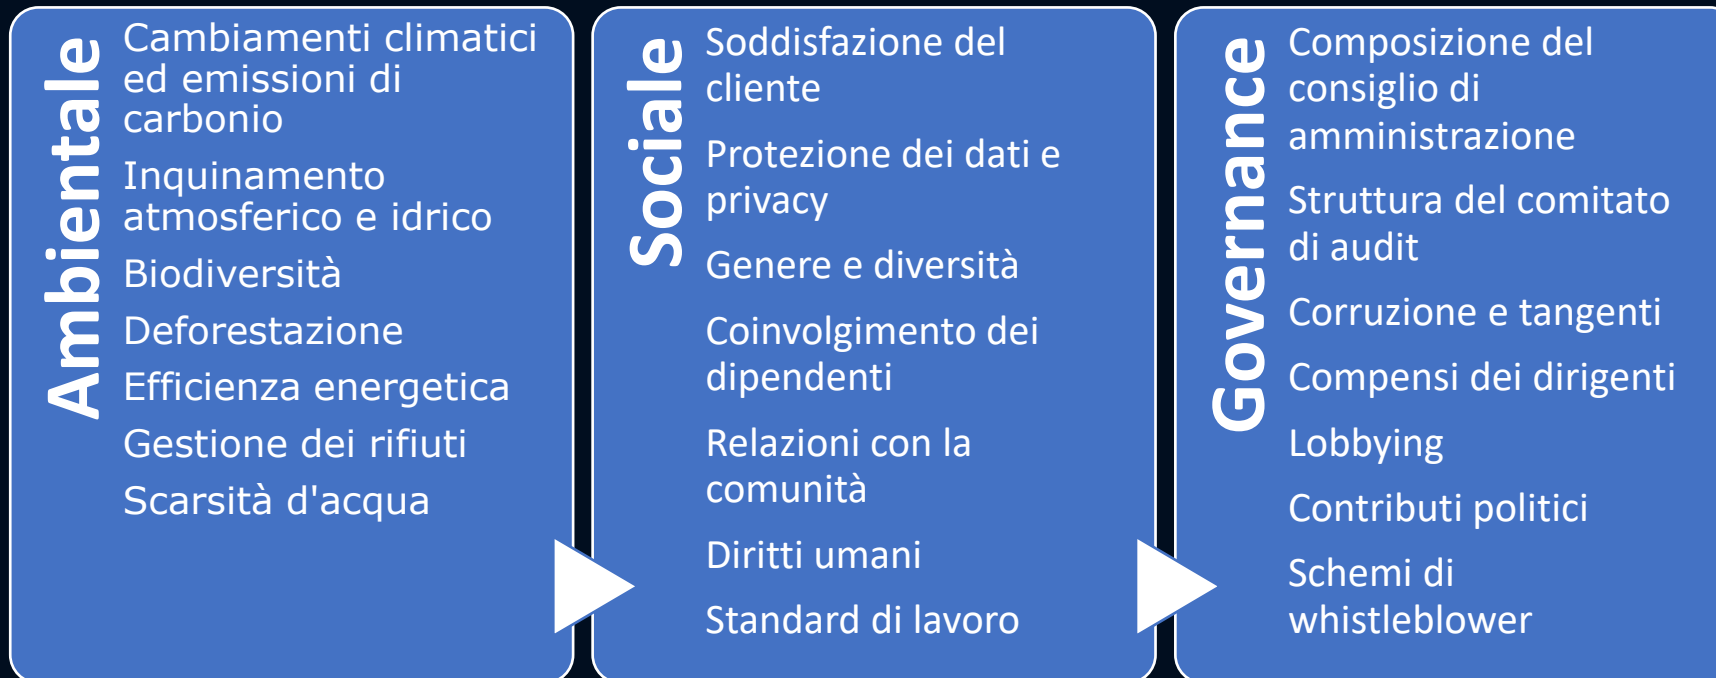 Ambientale
Cambiamenti climatici
ed emissioni di
carbonio
Inquinamento
atmosferico e idrico
Biodiversità
Deforestazione
Efficienza energetica
Gestione dei rifiuti
Scarsità d'acqua
Sociale
Soddisfazione del
cliente
Protezione dei dati e
privacy
Genere e diversità
Coinvolgimento dei
dipendenti
Relazioni con la
comunità
Diritti umani
Standard di lavoro
Governance
Composizione del
consiglio di
amministrazione
Struttura del comitato
di audit
Corruzione e tangenti
Compensi dei dirigenti
Lobbying
Contributi politici
Schemi di
whistleblower